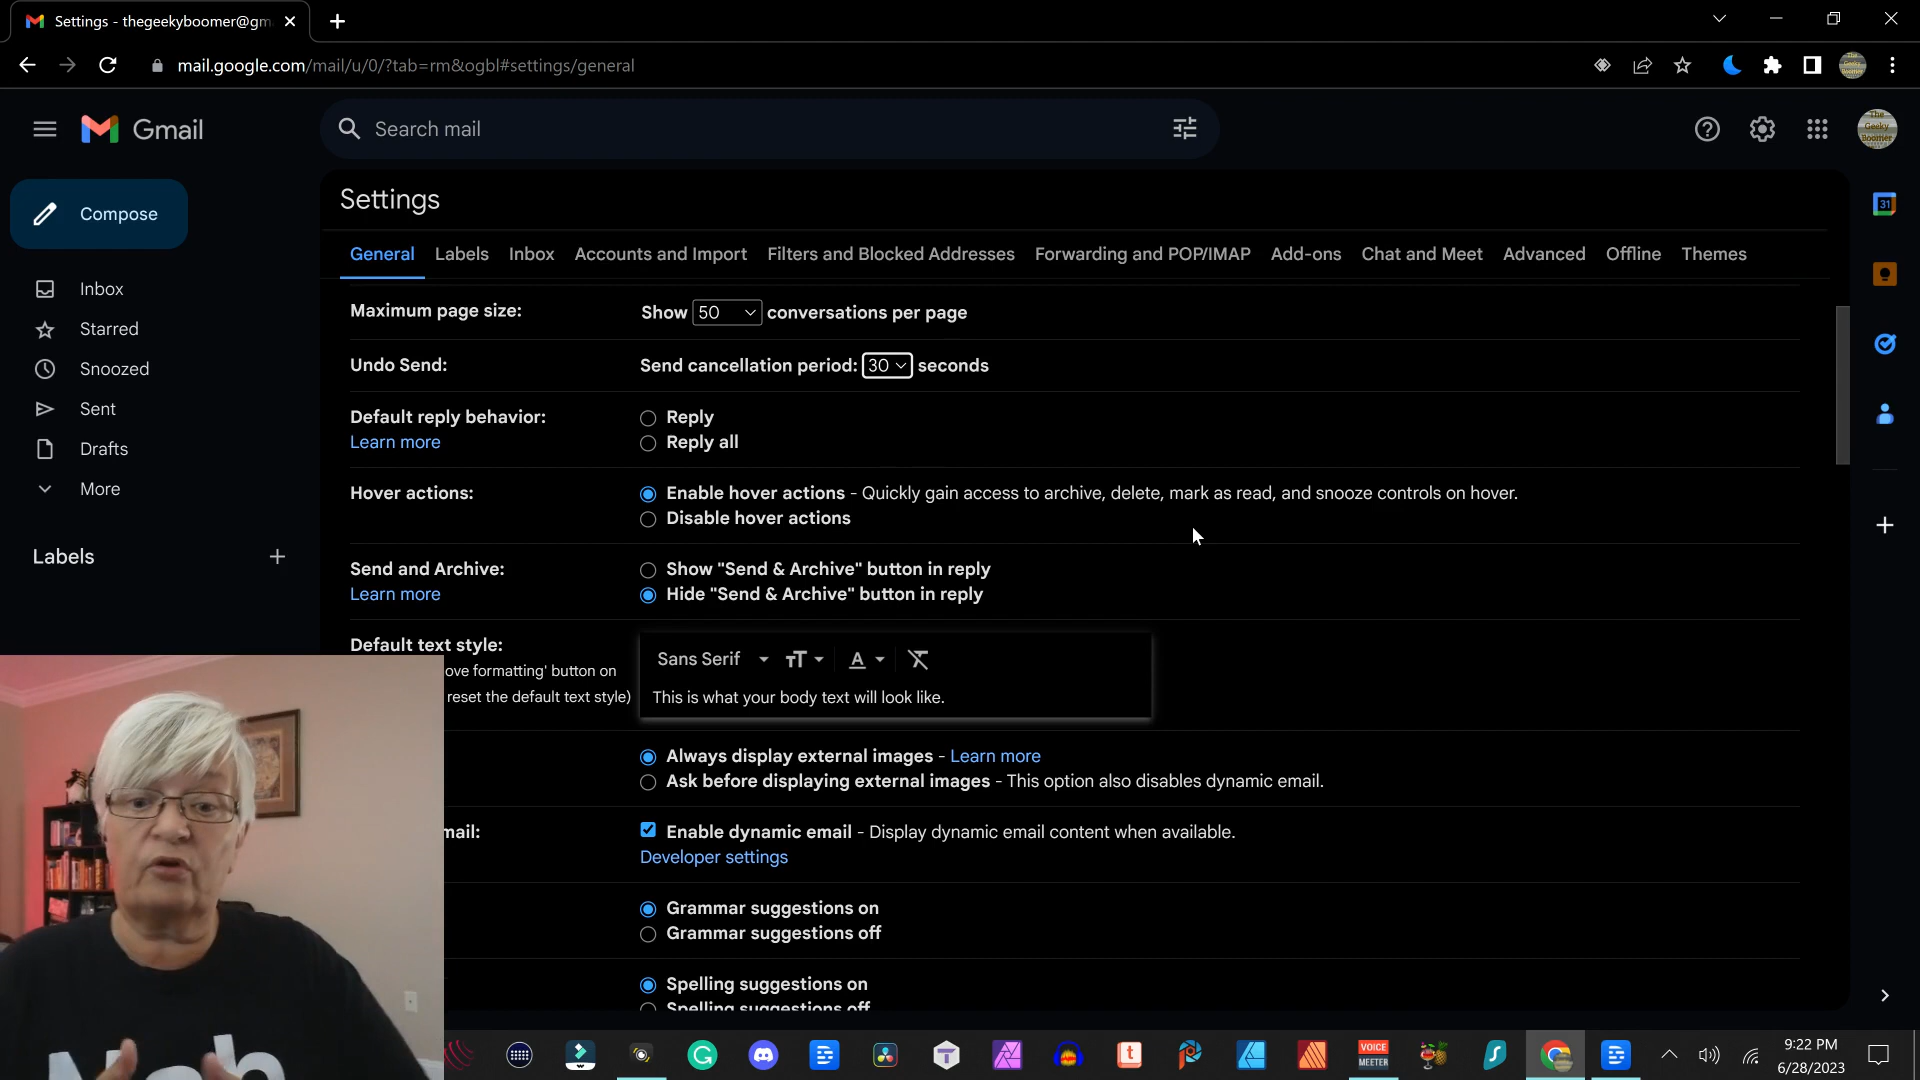 Settings - thegeekyboomer@gm
mail.google.com/mail/u/0/?tab=rm&ogbl#settings/general
Gmail
Search mail
The Geeky Boomer
Compose
Inbox
Starred
Snoozed
Sent
Drafts
More
Labels
Settings
General Labels Inbox Accounts and Import Filters and Blocked Addresses Forwarding and POP/IMAP Add-ons Chat and Meet Advanced Offline Themes
Maximum page size: Show 50 conversations per page
Undo Send: Send cancellation period: 30 seconds
Default reply behavior: Reply
Learn more Reply all
Hover actions: Enable hover actions - Quickly gain access to archive, delete, mark as read, and snooze controls on hover.
Disable hover actions
Send and Archive: Show "Send & Archive" button in reply
Learn more Hide "Send & Archive" button in reply
Default text style: Sans Serif
ove formatting' button on
reset the default text style) This is what your body text will look like.
Always display external images - Learn more
Ask before displaying external images - This option also disables dynamic email.
mail: Enable dynamic email - Display dynamic email content when available.
Developer settings
Grammar suggestions on
Grammar suggestions off
Spelling suggestions on
Spelling suggestions off
31
VOICE MEETER
9:22 PM
6/28/2023